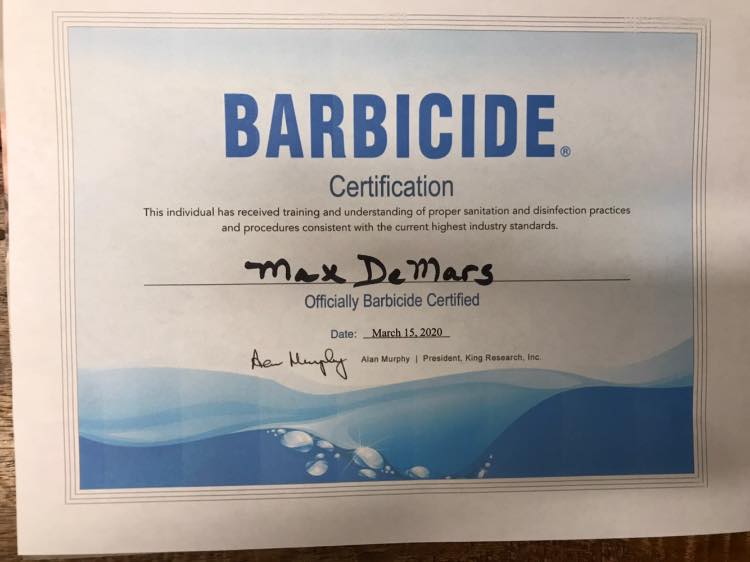 BARBICIDE®
Certification
This individual has received training and understanding of proper sanitation and disinfection practices
and procedures consistent with the current highest industry standards.
Max DeMars
Officially Barbicide Certified
Date: March 15, 2020
Alan Murphy Alan Murphy | President, King Research, Inc.